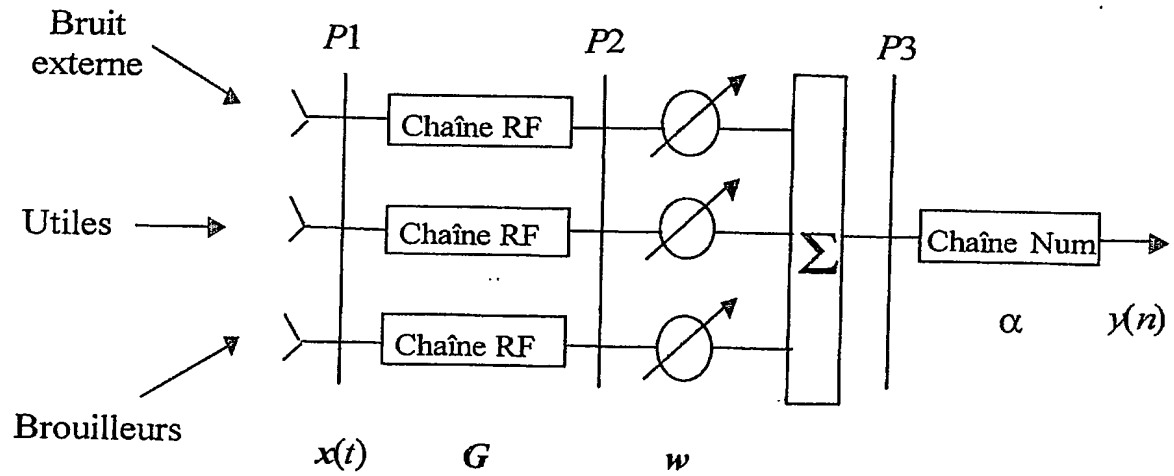 Bruit
externe
P1
P2
P3
Chaîne RF
Utiles
Chaîne RF
Σ
Chaîne Num
Chaîne RF
α
y(n)
Brouilleurs
x(t)
G
w